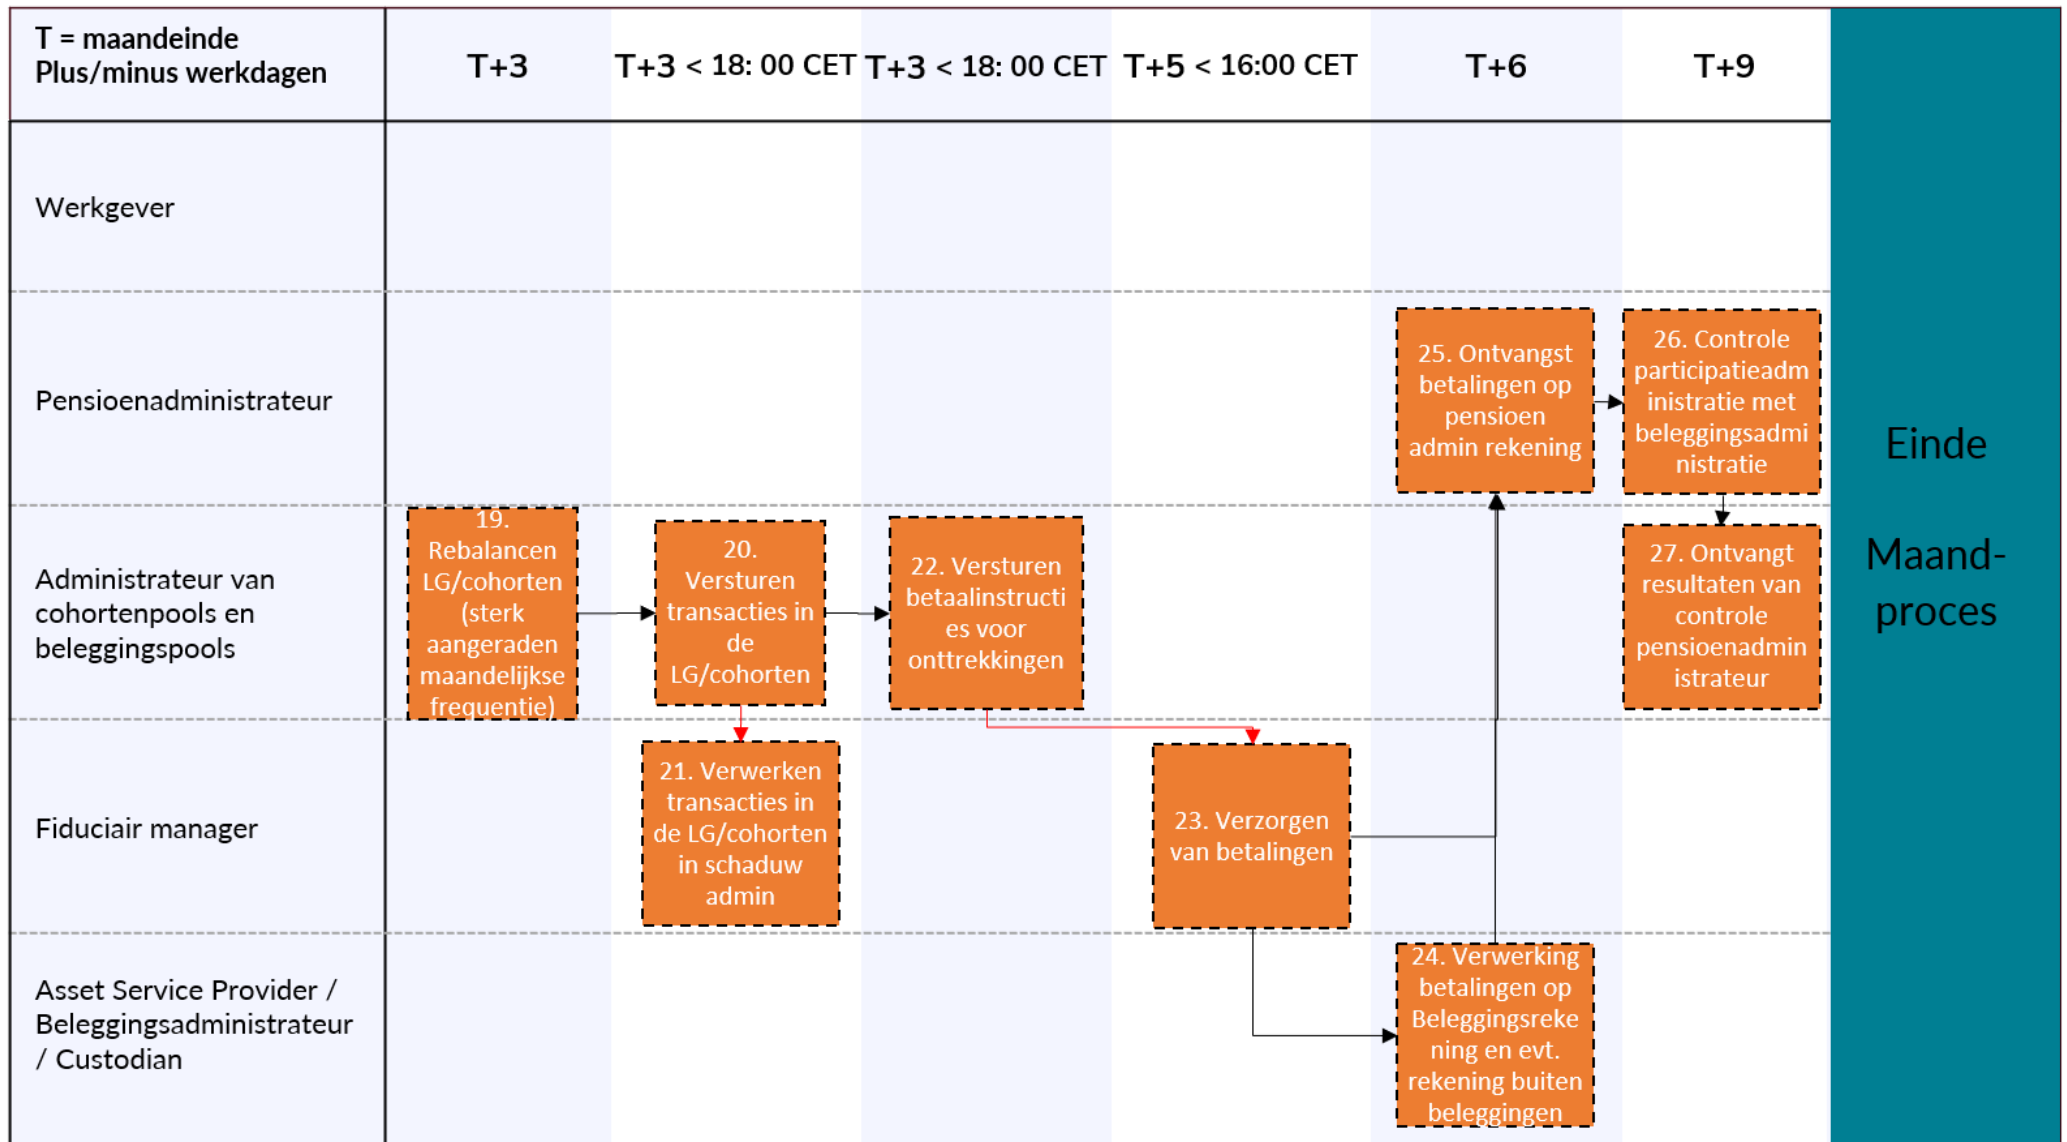 T = maandeinde
Plus/minus werkdagen
T+3
T+3 < 18: 00 CET
T+3 < 18: 00 CET
T+5 < 16:00 CET
T+6
T+9
Werkgever
Pensioenadministrateur
25. Ontvangst
betalingen op
pensioen
admin rekening
26. Controle
participatieadm
inistratie met
beleggingsadmi
nistratie
Administrateur van
cohortenpools en
beleggingspools
19.
Rebalancen
LG/cohorten
(sterk
aangeraden
maandelijkse
frequentie)
20.
Versturen
transacties in
de
LG/cohorten
22. Versturen
betaalinstructi
es voor
onttrekkingen
27. Ontvangt
resultaten van
controle
pensioenadmin
istrateur
Fiduciair manager
21. Verwerken
transacties in
de LG/cohorten
in schaduw
admin
23. Verzorgen
van betalingen
Asset Service Provider /
Beleggingsadministrateur
/ Custodian
24. Verwerking
betalingen op
Beleggingsreke
ning en evt.
rekening buiten
beleggingen
Einde
Maand-
proces